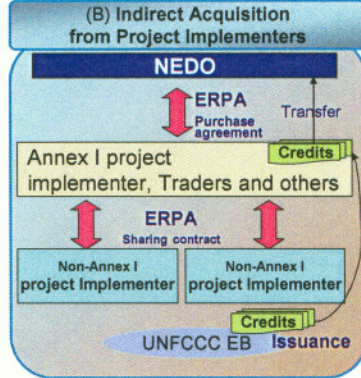 (B) Indirect Acquisition
from Project Implementers
NEDO
ERPA
Purchase
agreement
Transfer
Credits
Annex I project
implementer, Traders and others
ERPA
Sharing contract
Non-Annex I
project Implementer
Non-Annex I
project Implementer
Credits
UNFCCC EB
Issuance